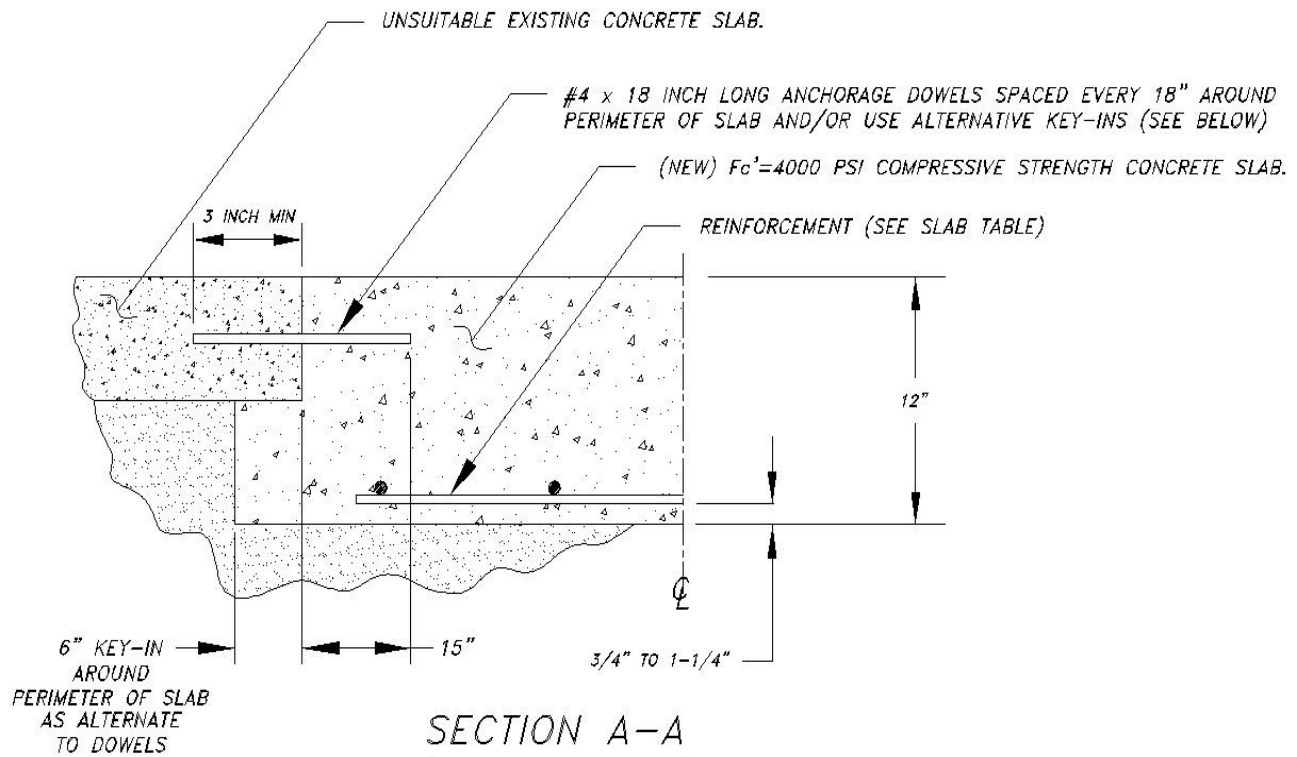 UNSUITABLE EXISTING CONCRETE SLAB.
#4 x 18 INCH LONG ANCHORAGE DOWELS SPACED EVERY 18" AROUND
PERIMETER OF SLAB AND/OR USE ALTERNATIVE KEY-INS (SEE BELOW)
(NEW) Fc'=4000 PSI COMPRESSIVE STRENGTH CONCRETE SLAB.
3 INCH MIN
REINFORCEMENT (SEE SLAB TABLE)
12"
℄
6" KEY-IN
AROUND
PERIMETER OF SLAB
AS ALTERNATE
TO DOWELS
15"
3/4" TO 1-1/4"
SECTION A-A